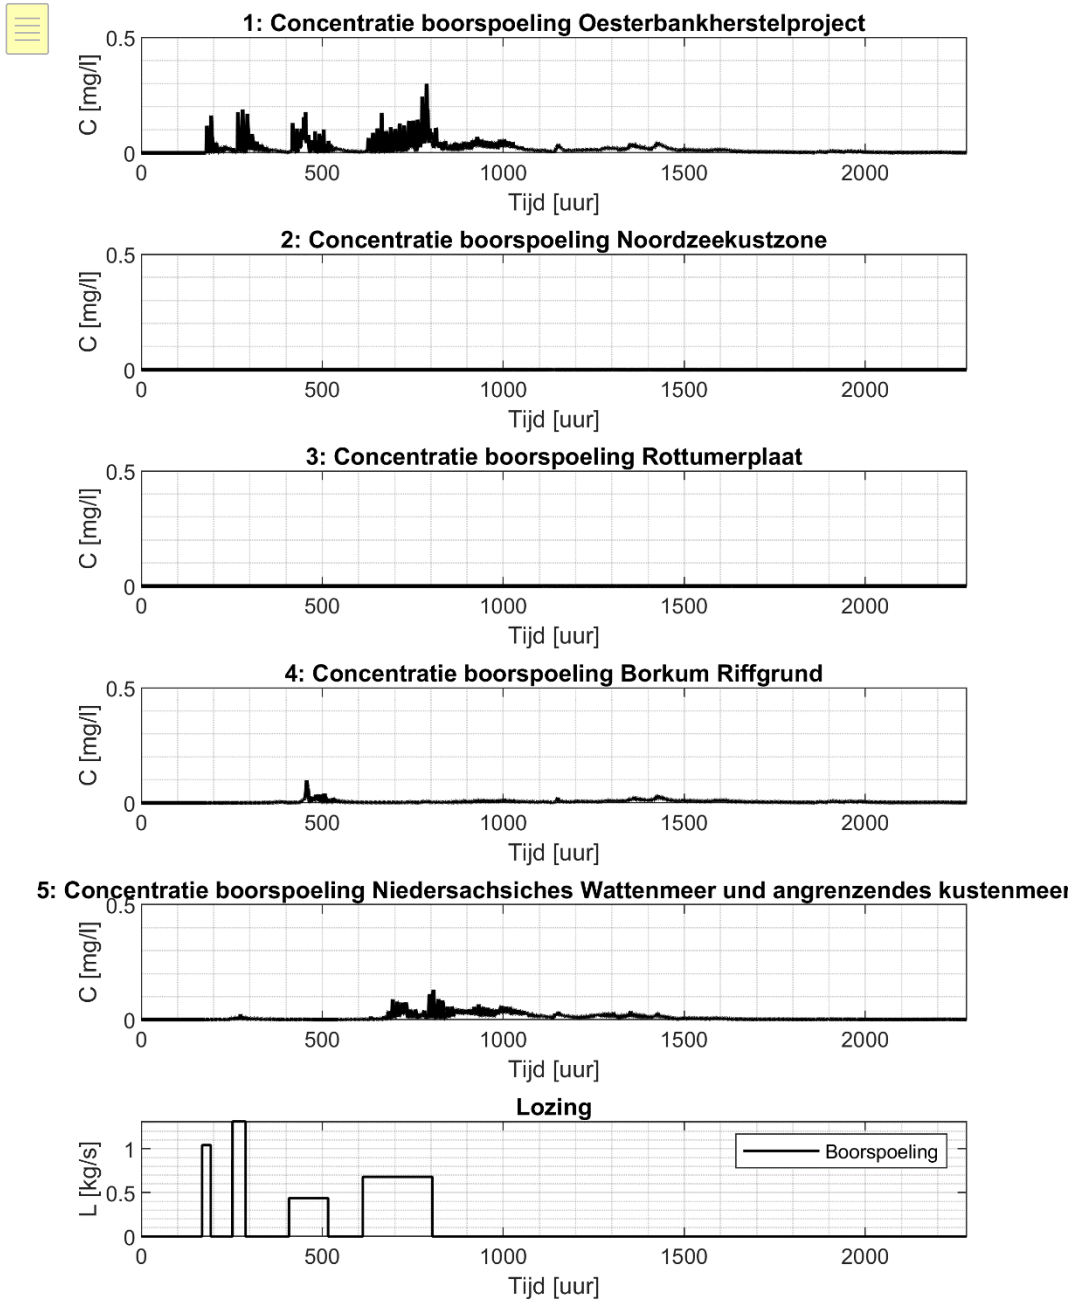 1: Concentratie boorspoeling Oesterbankherstelproject
0.5
C [mg/l]
0
0 500 1000 1500 2000
Tijd [uur]
2: Concentratie boorspoeling Noordzeekustzone
0.5
C [mg/l]
0
0 500 1000 1500 2000
Tijd [uur]
3: Concentratie boorspoeling Rottumerplaat
0.5
C [mg/l]
0
0 500 1000 1500 2000
Tijd [uur]
4: Concentratie boorspoeling Borkum Riffgrund
0.5
C [mg/l]
0
0 500 1000 1500 2000
Tijd [uur]
5: Concentratie boorspoeling Niedersachsiches Wattenmeer und angrenzendes kustenmeer
0.5
C [mg/l]
0
0 500 1000 1500 2000
Tijd [uur]
Lozing
1
Boorspoeling
L [kg/s]
0.5
0
0 500 1000 1500 2000
Tijd [uur]